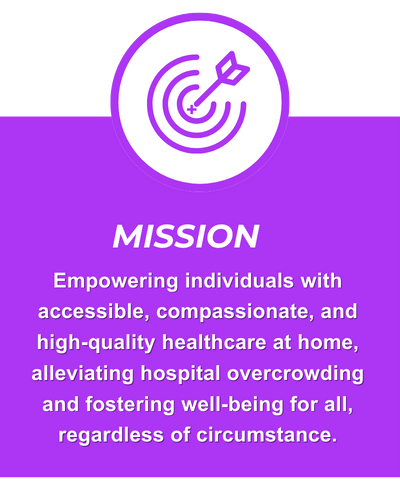 MISSION
Empowering individuals with
accessible, compassionate, and
high-quality healthcare at home,
alleviating hospital overcrowding
and fostering well-being for all,
regardless of circumstance.